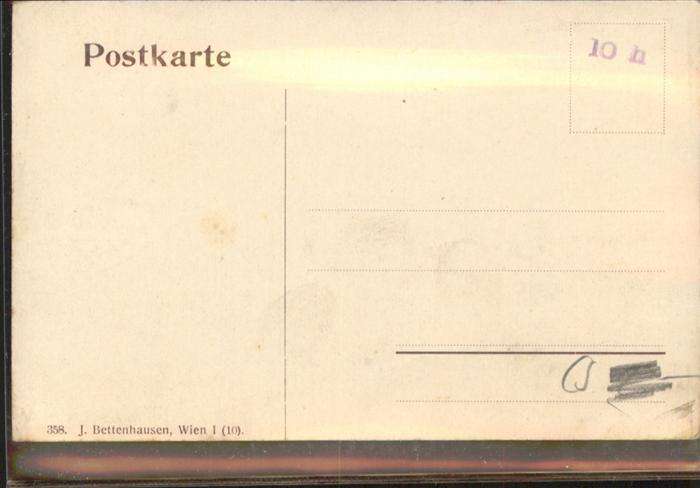 Postkarte
10 h
358. J. Bettenhausen, Wien I (10).